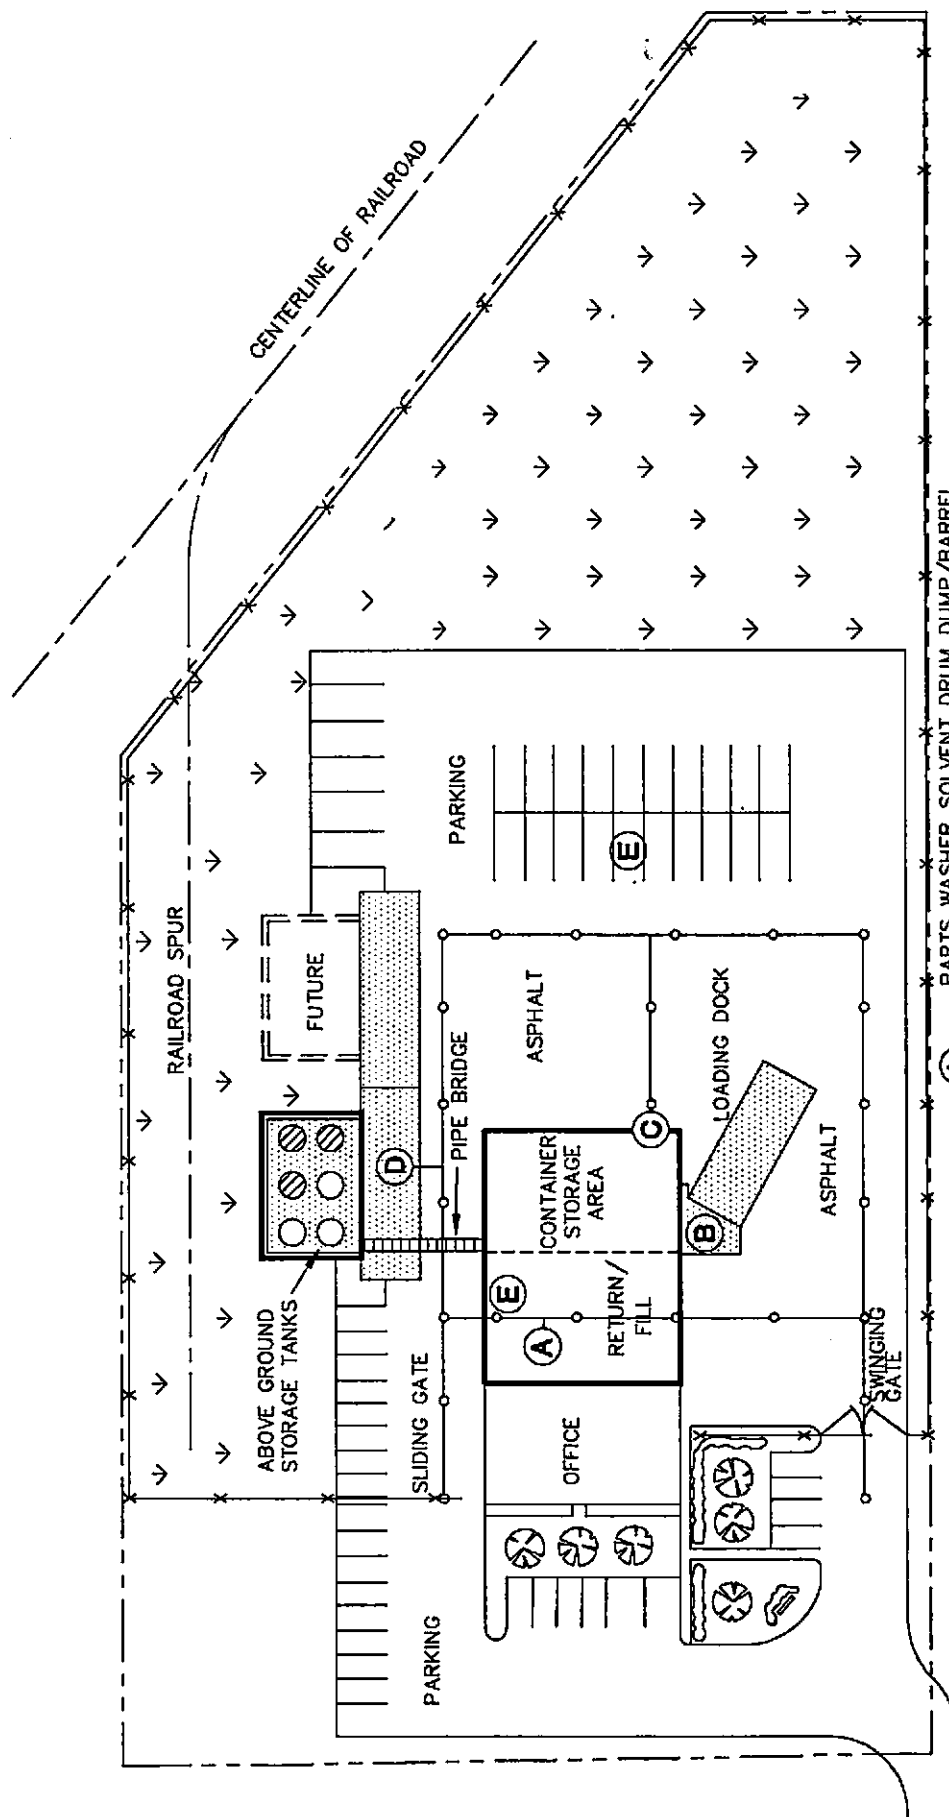 CENTERLINE OF RAILROAD
RAILROAD SPUR
FUTURE
PARKING
E
ABOVE GROUND
STORAGE TANKS
D
PIPE BRIDGE
ASPHALT
LOADING DOCK
C
CONTAINER
STORAGE
AREA
B
ASPHALT
E
A
RETURN/
FILL
SLIDING GATE
OFFICE
SWINGING
GATE
PARKING
PARTS WASHER SOLVENT DRUM DUMP/BARREL